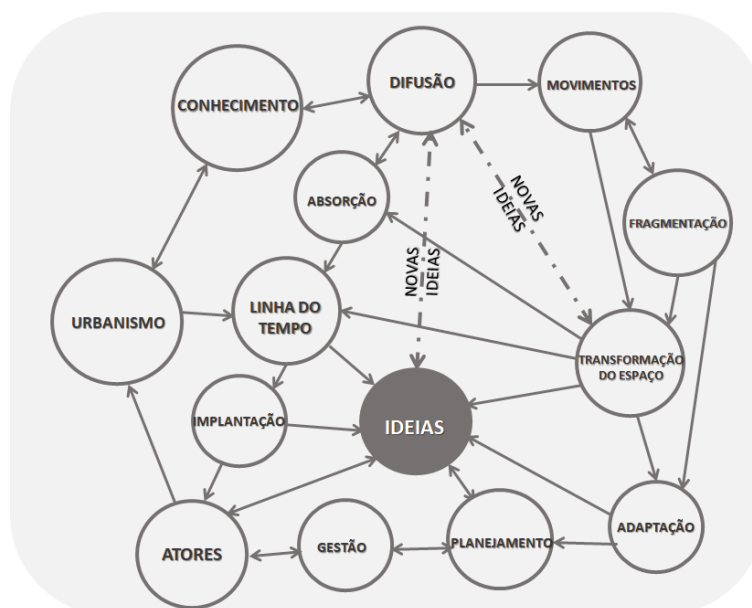 DIFUSÃO
MOVIMENTOS
CONHECIMENTO
ABSORÇÃO
NOVAS
IDEIAS
FRAGMENTAÇÃO
NOVAS
IDEIAS
URBANISMO
LINHA DO
TEMPO
TRANSFORMAÇÃO
DO ESPAÇO
IMPLANTAÇÃO
IDEIAS
ADAPTAÇÃO
ATORES
GESTÃO
PLANEJAMENTO